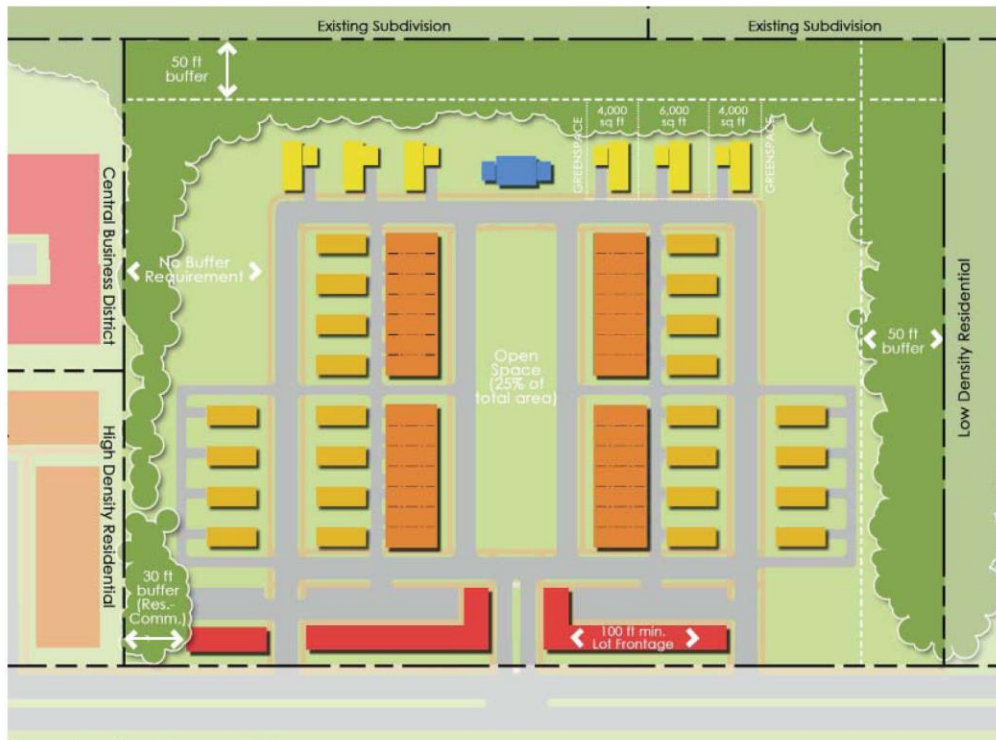 Existing Subdivision
Existing Subdivision
50 ft
buffer
4,000
sq ft
6,000
sq ft
4,000
sq ft
GREENSPACE
GREENSPACE
Central Business District
No Buffer
Requirement
Open
Space
(25% of
total area)
50 ft
buffer
Low Density Residential
High Density Residential
30 ft
buffer
(Res.-
Comm.)
100 ft min.
Lot Frontage